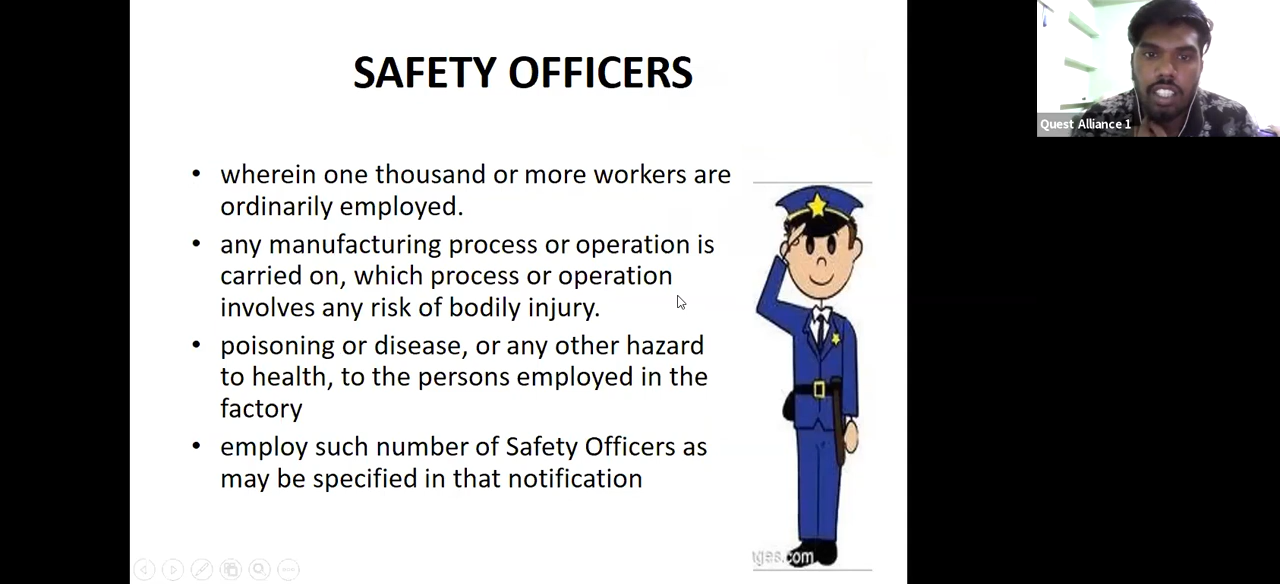 SAFETY OFFICERS
Quest Alliance 1
• wherein one thousand or more workers are
ordinarily employed.
• any manufacturing process or operation is
carried on, which process or operation
involves any risk of bodily injury.
• poisoning or disease, or any other hazard
to health, to the persons employed in the
factory
• employ such number of Safety Officers as
may be specified in that notification